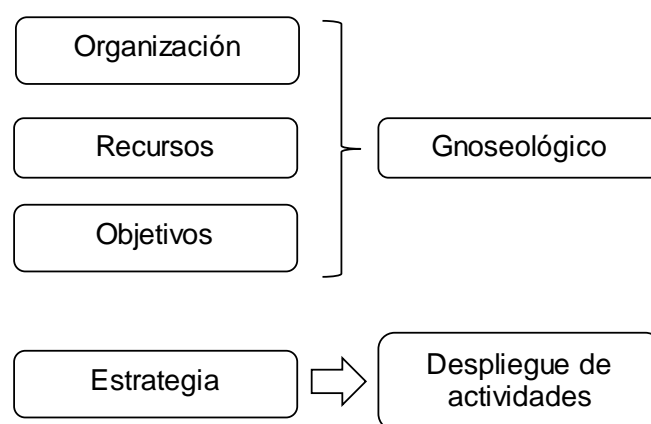 Organización
Recursos
Gnoseológico
Objetivos
Estrategia
Despliegue de
actividades